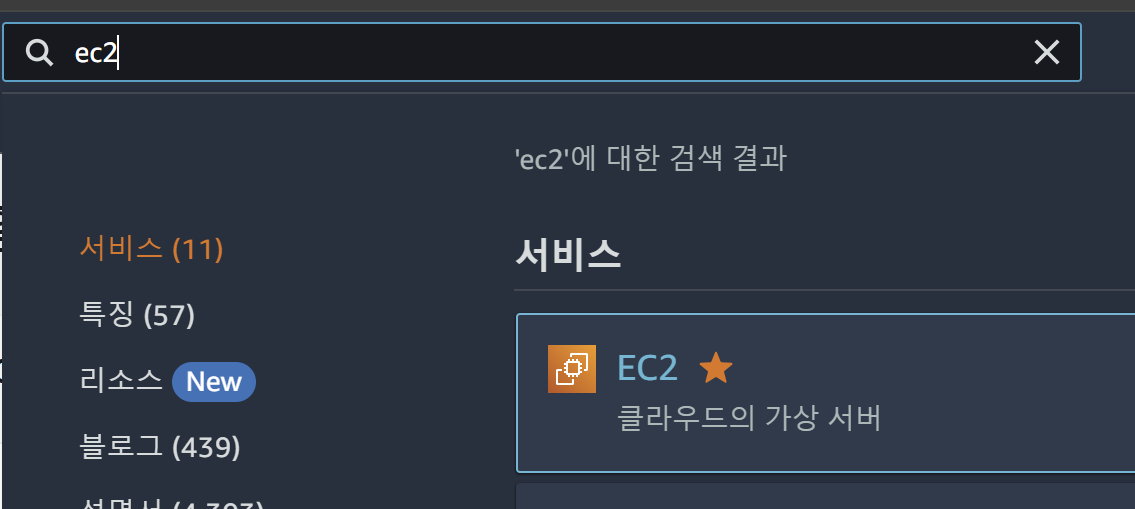 ec2
'ec2'에 대한 검색 결과
서비스 (11)
특징 (57)
리소스 New
블로그 (439)
서비스
EC2
클라우드의 가상 서버